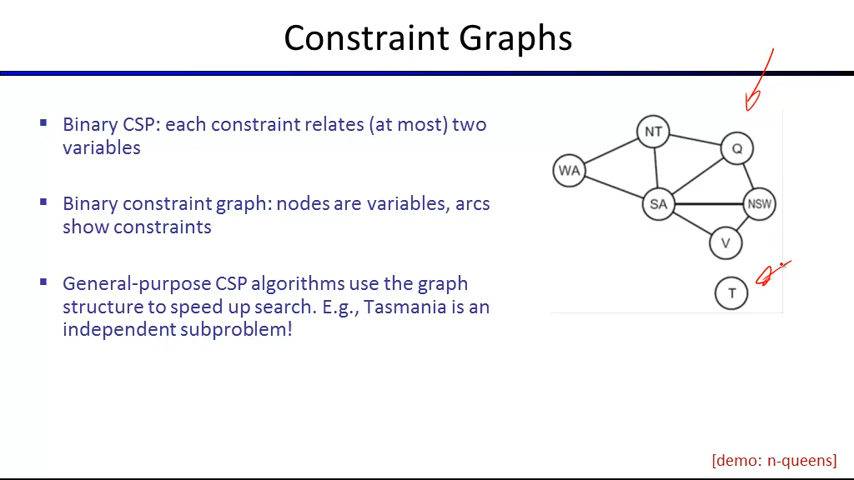 Constraint Graphs
▪ Binary CSP: each constraint relates (at most) two
variables
▪ Binary constraint graph: nodes are variables, arcs
show constraints
▪ General-purpose CSP algorithms use the graph
structure to speed up search. E.g., Tasmania is an
independent subproblem!
NT
Q
WA
SA
NSW
V
T
[demo: n-queens]